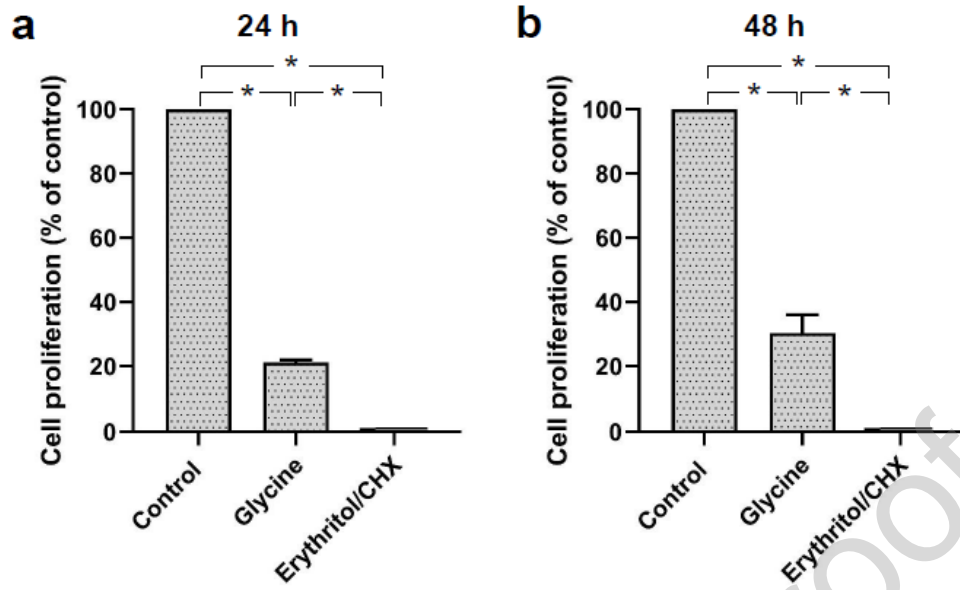 a
24 h
*
*
*
Cell proliferation (% of control)
100
80
60
40
20
0
Control
Glycine
Erythritol/CHX
b
48 h
*
*
*
Cell proliferation (% of control)
100
80
60
40
20
0
Control
Glycine
Erythritol/CHX